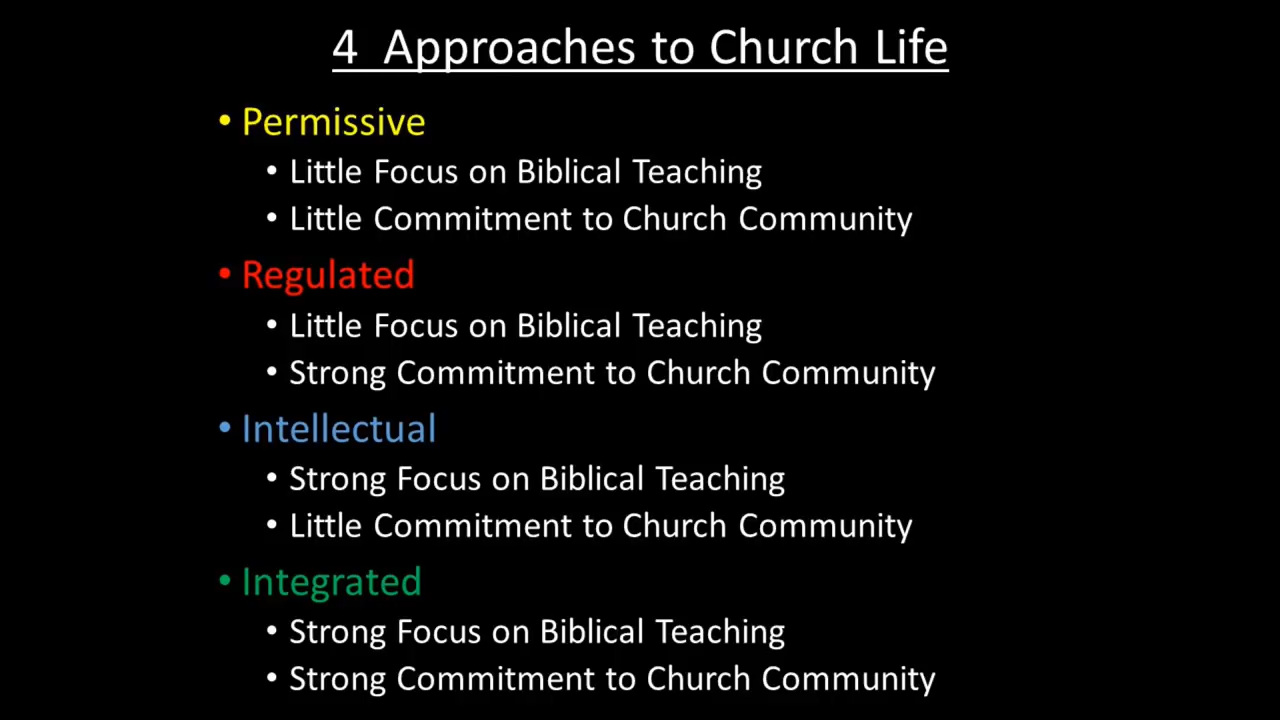 4  Approaches to Church Life
• Permissive
• Little Focus on Biblical Teaching
• Little Commitment to Church Community
• Regulated
• Little Focus on Biblical Teaching
• Strong Commitment to Church Community
• Intellectual
• Strong Focus on Biblical Teaching
• Little Commitment to Church Community
• Integrated
• Strong Focus on Biblical Teaching
• Strong Commitment to Church Community